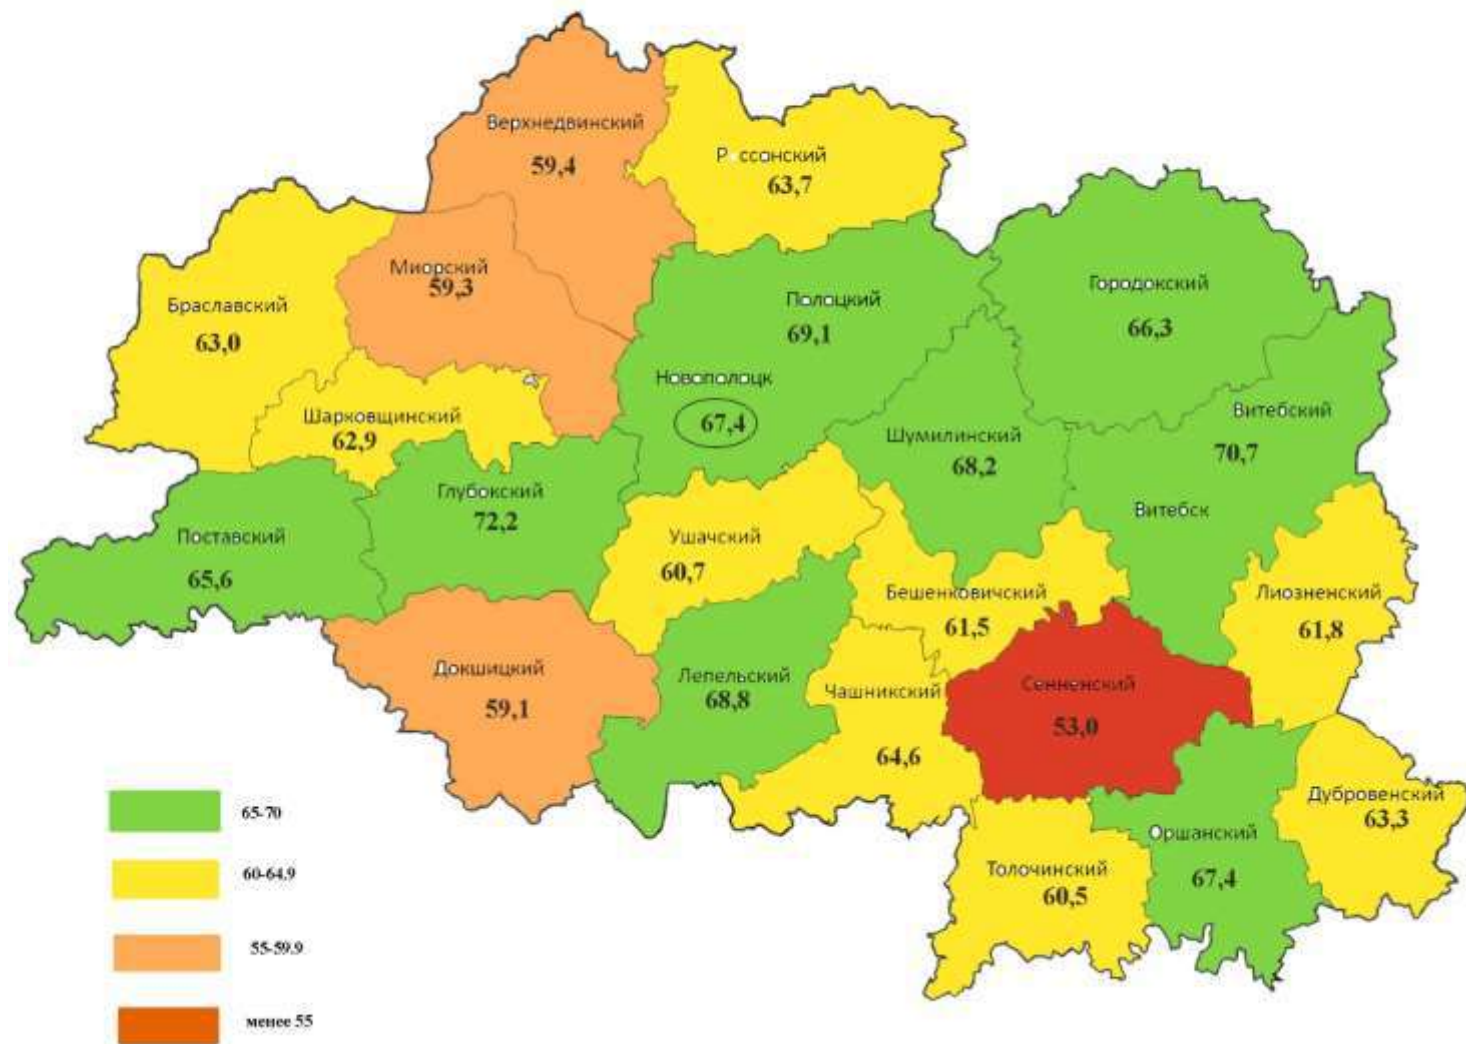 Верхнедвинский
59,4
Р ссонский
63,7
Миорский
59,3
Браславский
63,0
Полоцкий
69,1
Городокский
66,3
Новополоцк
67,4
Шарковщинский
62,9
Шумилинский
68,2
Витебский
70,7
Витебск
Глубокский
72,2
Поставский
65,6
Ушачский
60,7
Бешенковичский
61,5
Лиозненский
61,8
Докшицкий
59,1
Лепельский
68,8
Чашникский
64,6
Сенненский
53,0
Дубровенский
63,3
Оршанский
67,4
Толочинский
60,5
65-70
60-64.9
55-59.9
менее 55